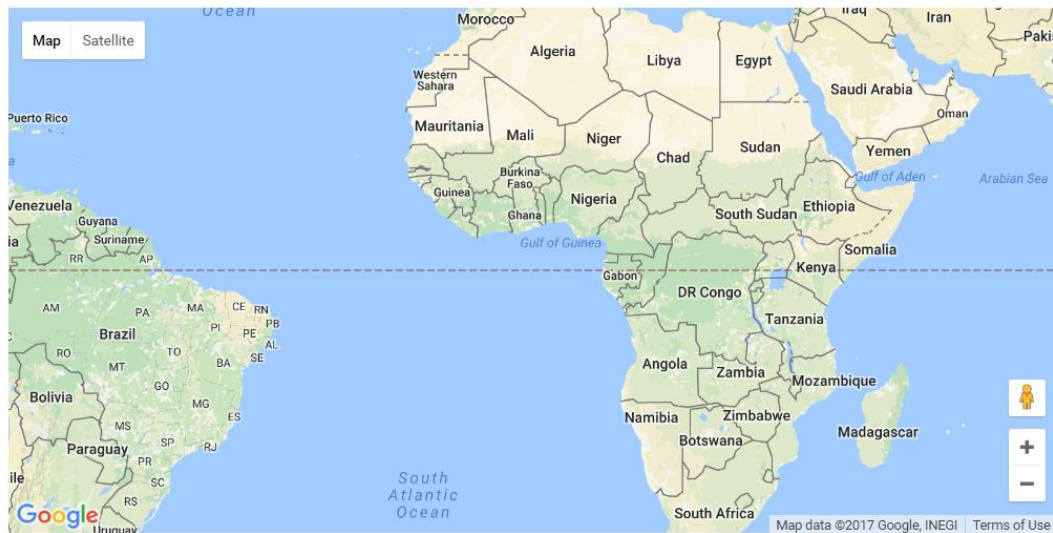 Ocean
Morocco
Iraq
Iran
Map
Satellite
Algeria
Libya
Egypt
Western
Sahara
Saudi Arabia
Puerto Rico
Oman
Mauritania
Mali
Niger
Chad
Sudan
Yemen
Gulf of Aden
Arabian Sea
Burkina
Faso
Guinea
Nigeria
Ghana
Ethiopia
South Sudan
Venezuela
Guyana
Suriname
Gulf of Guinea
Somalia
RR
AP
Gabon
Kenya
DR Congo
AM
PA
MA
CE
RN
PB
PI
PE
AL
Tanzania
Brazil
RO
MT
TO
BA
SE
Angola
Zambia
Mozambique
GO
Bolivia
MG
ES
Namibia
Zimbabwe
Botswana
Madagascar
MS
SP
RJ
Paraguay
PR
SC
South
Atlantic
Ocean
RS
Google
Uruguay
South Africa
+
−
Map data ©2017 Google, INEGI
Terms of Use